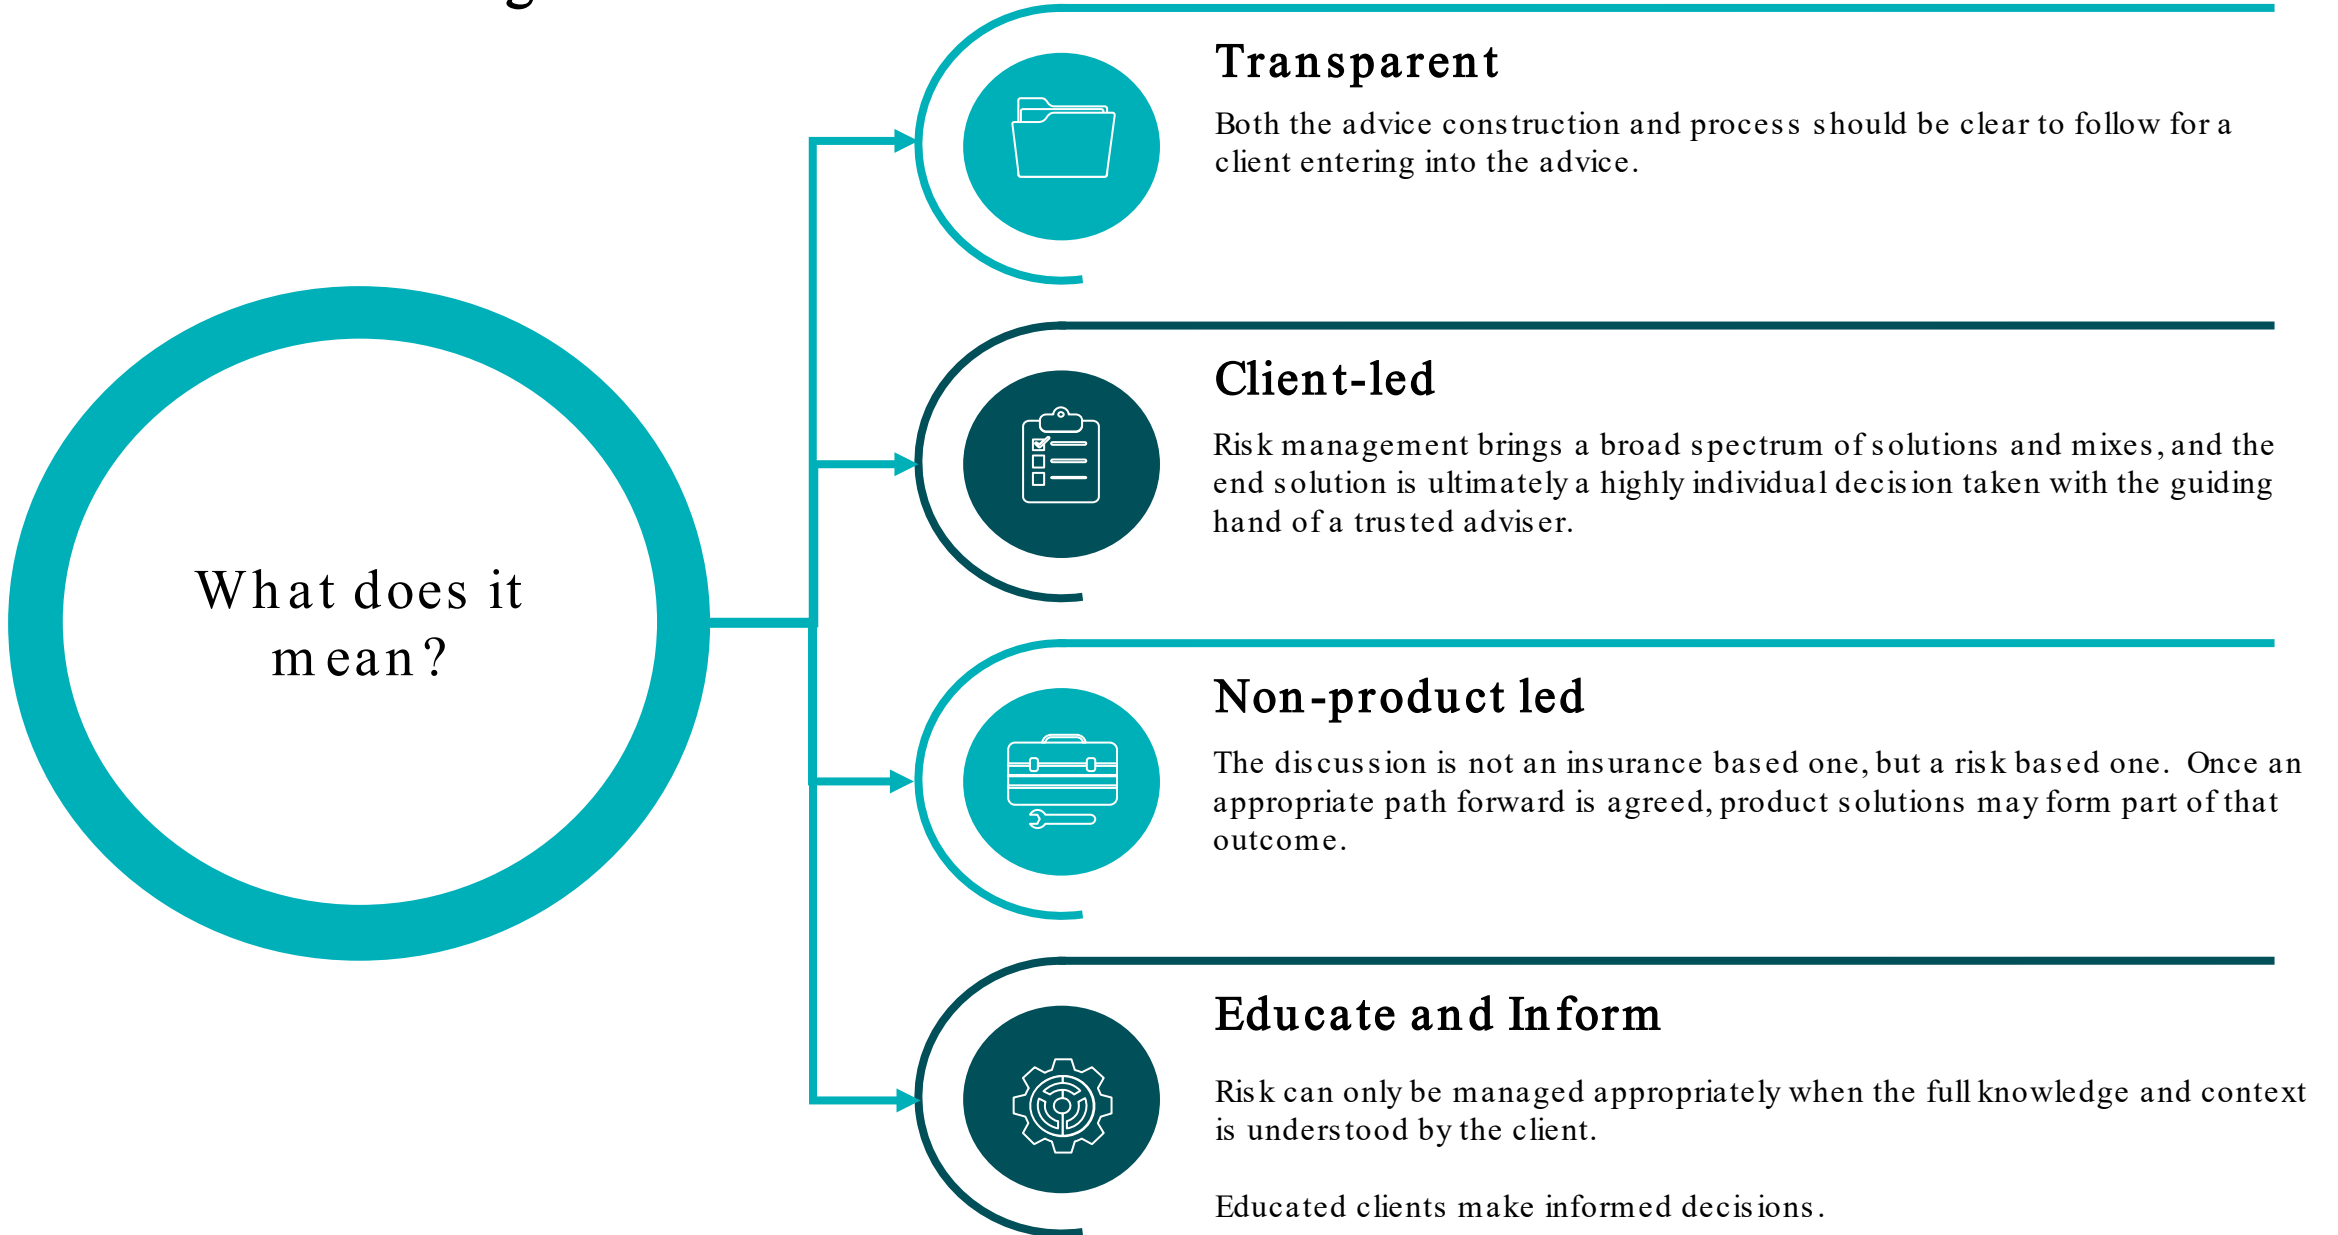 What does it
mean?
Transparent
Both the advice construction and process should be clear to follow for a
client entering into the advice.
Client-led
Risk management brings a broad spectrum of solutions and mixes, and the
end solution is ultimately a highly individual decision taken with the guiding
hand of a trusted adviser.
Non-product led
The discussion is not an insurance based one, but a risk based one. Once an
appropriate path forward is agreed, product solutions may form part of that
outcome.
Educate and Inform
Risk can only be managed appropriately when the full knowledge and context
is understood by the client.
Educated clients make informed decisions.